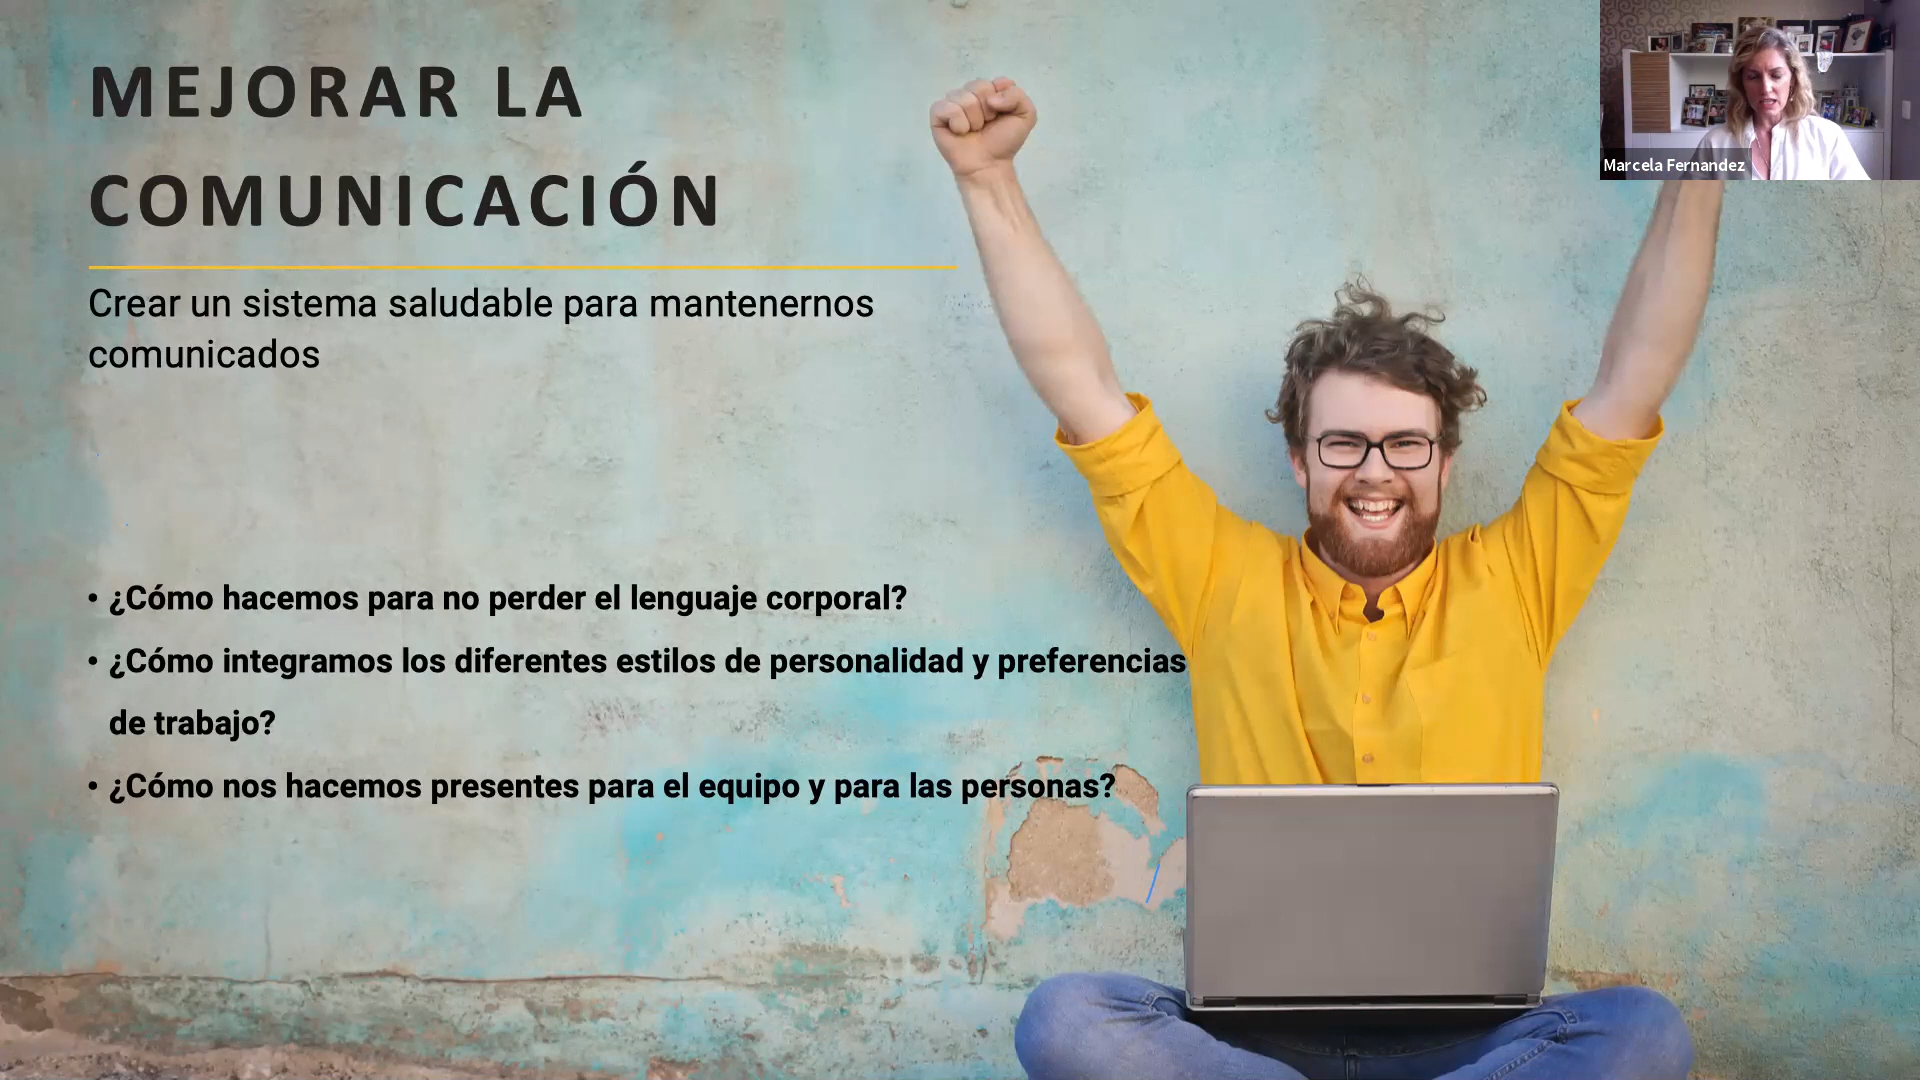 MEJORAR LA
COMUNICACIÓN
Crear un sistema saludable para mantenernos
comunicados
• ¿Cómo hacemos para no perder el lenguaje corporal?
• ¿Cómo integramos los diferentes estilos de personalidad y preferencias
de trabajo?
• ¿Cómo nos hacemos presentes para el equipo y para las personas?
Marcela Fernandez